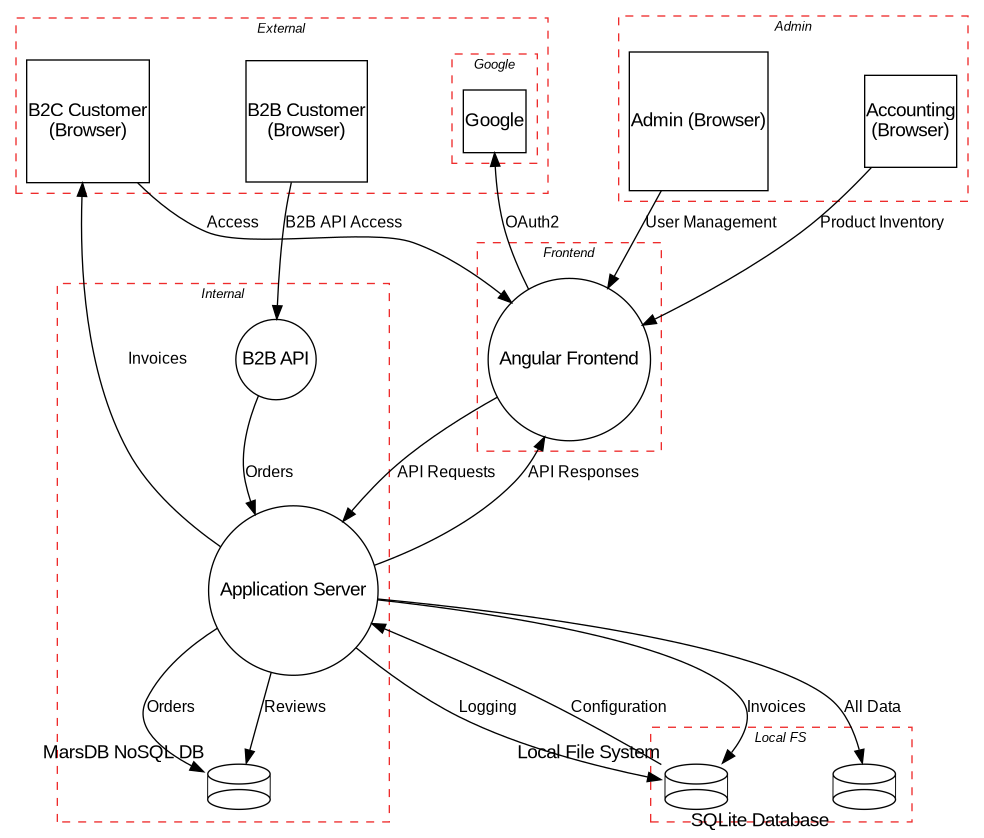 External
Admin
Google
B2C Customer
(Browser)
B2B Customer
(Browser)
Google
Admin (Browser)
Accounting
(Browser)
Access
B2B API Access
OAuth2
User Management
Product Inventory
Frontend
Internal
B2B API
Angular Frontend
Invoices
Orders
API Requests
API Responses
Application Server
Orders
Reviews
Logging
Configuration
Invoices
All Data
Local FS
MarsDB NoSQL DB
Local File System
SQLite Database